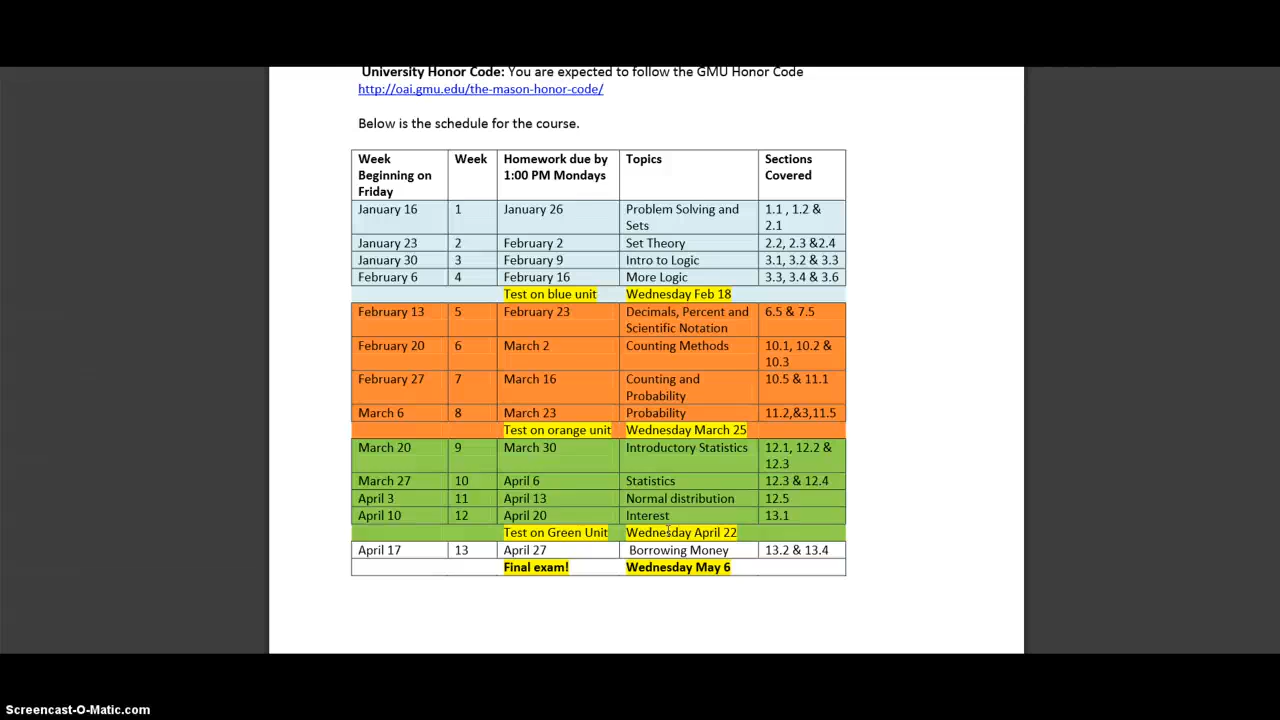 University Honor Code: You are expected to follow the GMU Honor Code
http://oai.gmu.edu/the-mason-honor-code/
Below is the schedule for the course.
Week Beginning on Friday Week Homework due by 1:00 PM Mondays Topics Sections Covered
January 16 1 January 26 Problem Solving and Sets 1.1 , 1.2 & 2.1
January 23 2 February 2 Set Theory 2.2, 2.3 &2.4
January 30 3 February 9 Intro to Logic 3.1, 3.2 & 3.3
February 6 4 February 16 More Logic 3.3, 3.4 & 3.6
Test on blue unit Wednesday Feb 18
February 13 5 February 23 Decimals, Percent and Scientific Notation 6.5 & 7.5
February 20 6 March 2 Counting Methods 10.1, 10.2 & 10.3
February 27 7 March 16 Counting and Probability 10.5 & 11.1
March 6 8 March 23 Probability 11.2,&3,11.5
Test on orange unit Wednesday March 25
March 20 9 March 30 Introductory Statistics 12.1, 12.2 & 12.3
March 27 10 April 6 Statistics 12.3 & 12.4
April 3 11 April 13 Normal distribution 12.5
April 10 12 April 20 Interest 13.1
Test on Green Unit Wednesday April 22
April 17 13 April 27 Borrowing Money 13.2 & 13.4
Final exam! Wednesday May 6
Screencast-O-Matic.com